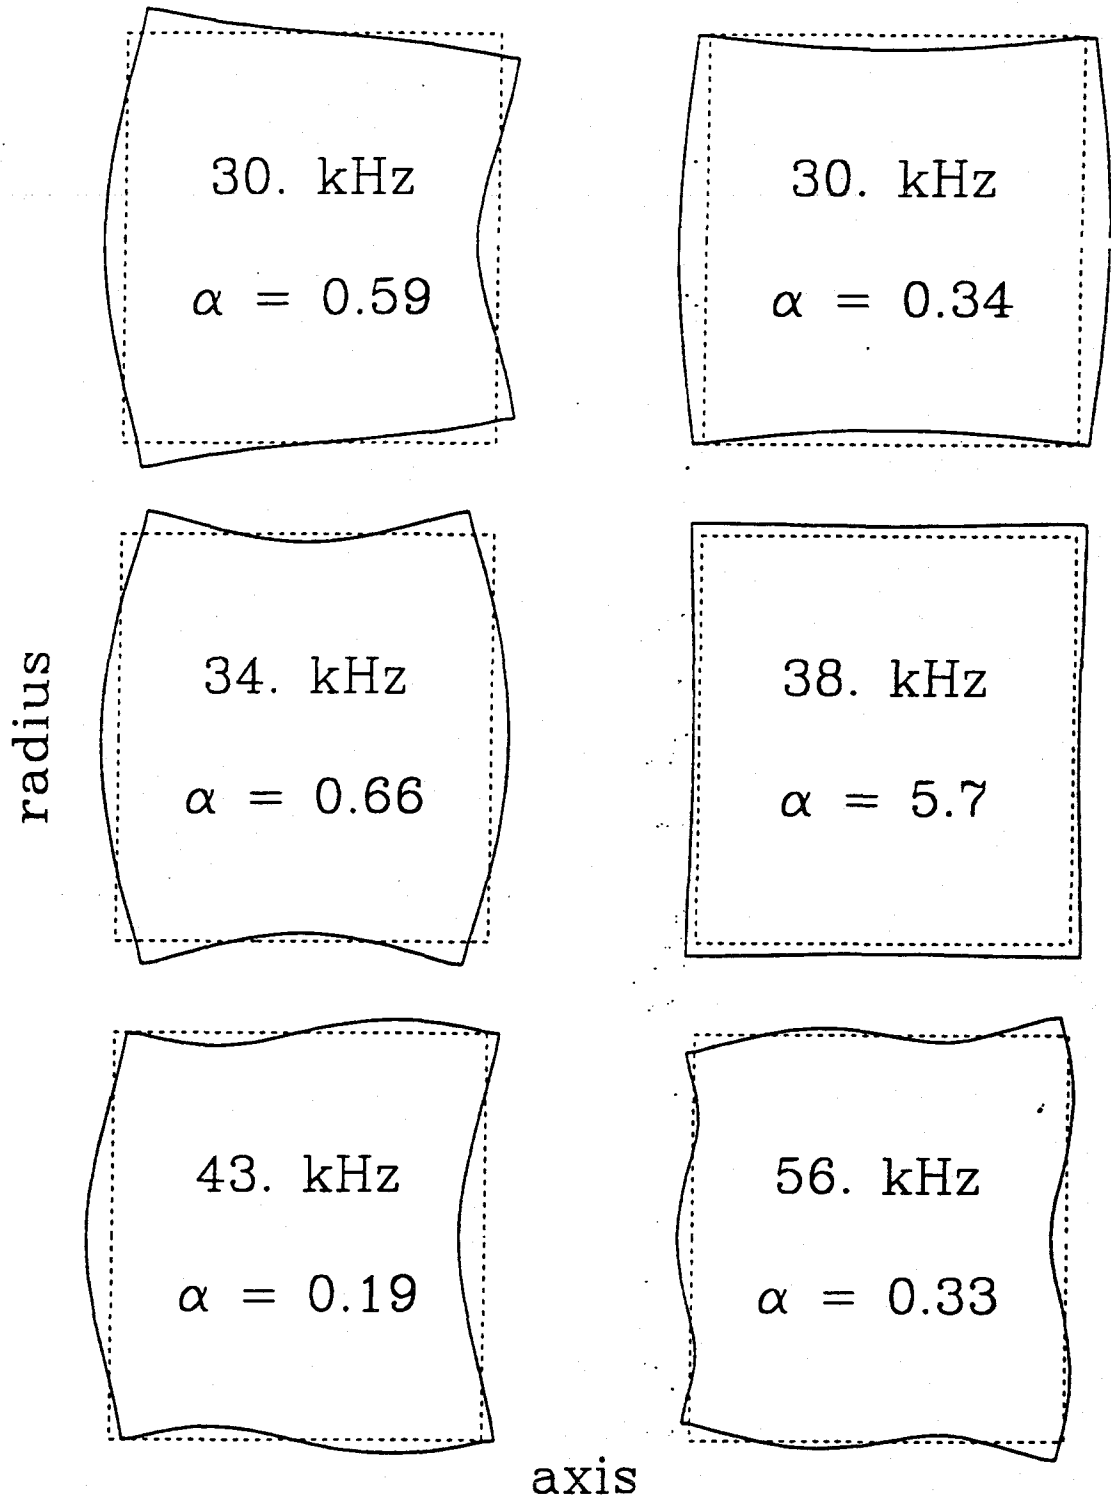 30. kHz
α = 0.59
30. kHz
α = 0.34
34. kHz
α = 0.66
38. kHz
α = 5.7
radius
43. kHz
α = 0.19
56. kHz
α = 0.33
axis